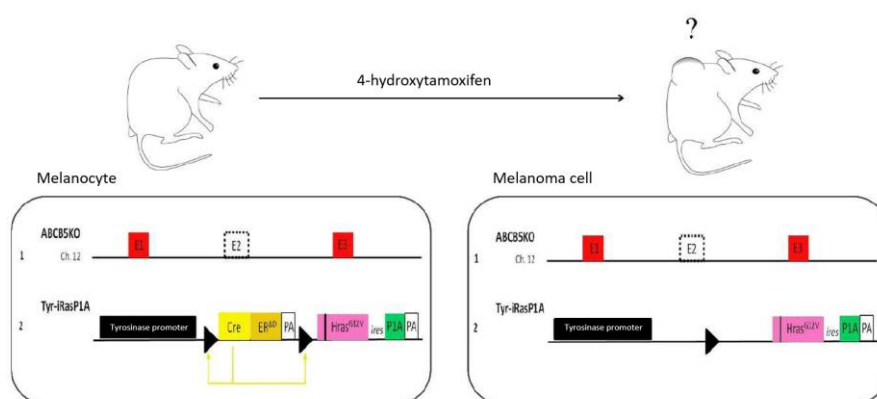 ?
4-hydroxytamoxifen
Melanocyte
Melanoma cell
ABCB5KO
E1 E2 E3
1 Ch. 12
Tyr-iRasP1A
2 Tyrosinase promoter Cre ER PA Hras ires P1A PA
ABCB5KO
E1 E2 E3
1 Ch. 12
Tyr-iRasP1A
2 Tyrosinase promoter Hras ires P1A PA